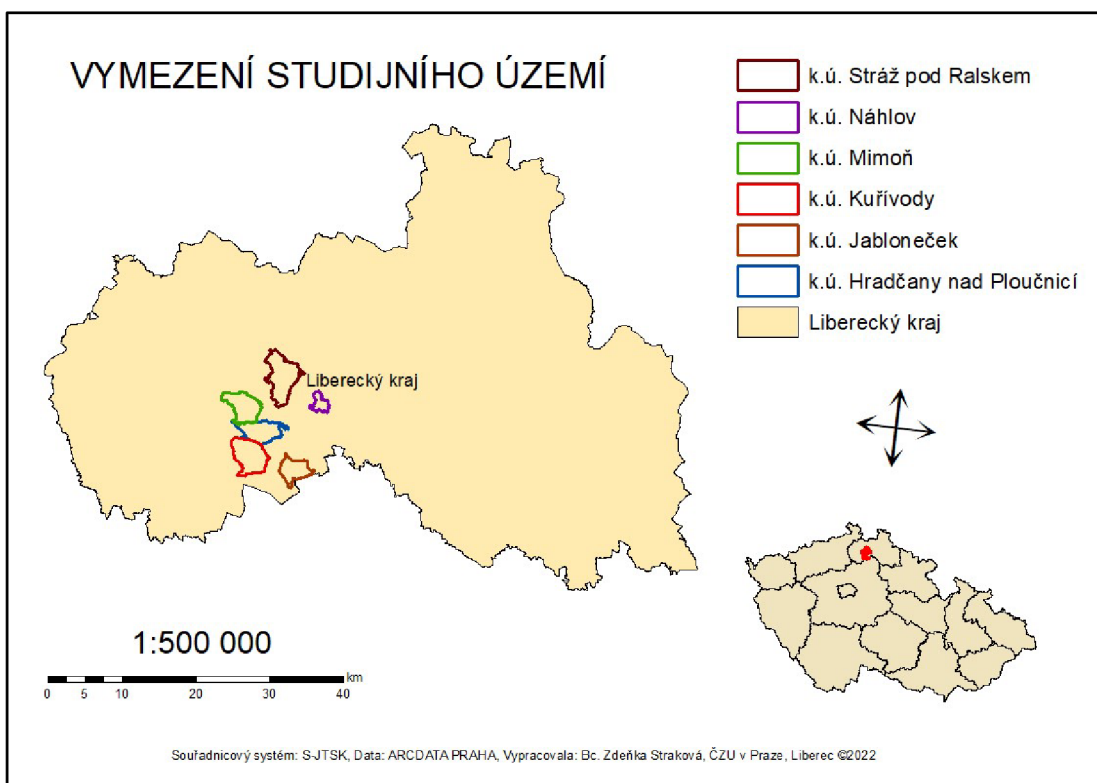 VYMEZENÍ STUDIJNÍHO ÚZEMÍ
k.ú. Stráž pod Ralskem
k.ú. Náhlov
k.ú. Mimoň
k.ú. Kuřívody
k.ú. Jabloneček
k.ú. Hradčany nad Ploučnicí
Liberecký kraj
Liberecký kraj
1:500 000
km
0 5 10 20 30 40
Souřadnicový systém: S-JTSK, Data: ARCDATA PRAHA, Vypracovala: Bc. Zdeňka Straková, ČZU v Praze, Liberec ©2022